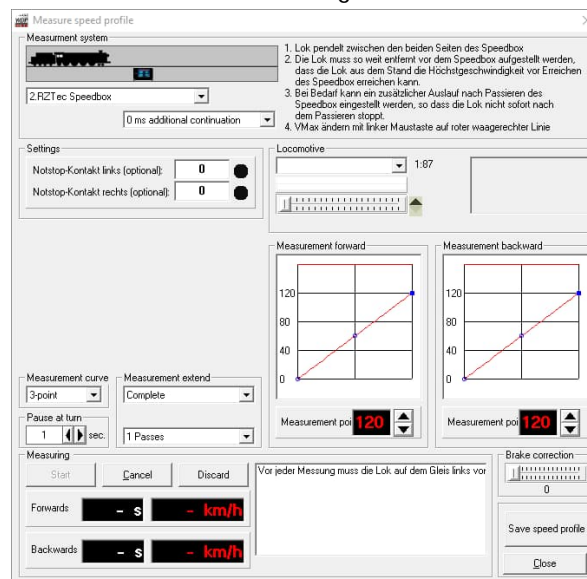 Measure speed profile
Measurment system
1. Lok pendelt zwischen den beiden Seiten des Speedbox
2. Die Lok muss so weit entfernt vor dem Speedbox aufgestellt werden,
dass die Lok aus dem Stand die Höchstgeschwindigkeit vor Erreichen
des Speedbox erreichen kann.
3. Bei Bedarf kann ein zusätzlicher Auslauf nach Passieren des
Speedbox eingestellt werden, so dass die Lok nicht sofort nach
dem Passieren stoppt.
4. VMax ändern mit linker Maustaste auf roter waagerechter Linie
2.RZTec Speedbox
0 ms additional continuation
Settings
Notstop-Kontakt links (optional): 0
Notstop-Kontakt rechts (optional): 0
Locomotive
1:87
Measurement forward
120
80
40
0
Measurement poi 120
Measurement backward
120
80
40
0
Measurement poi 120
Measurement curve
3-point
Measurement extend
Complete
Pause at turn
1 sec.
1 Passes
Measuring
Start Cancel Discard
Forwards - s - km/h
Backwards - s - km/h
Vor jeder Messung muss die Lok auf dem Gleis links vor
Brake correction
0
Save speed profile
Close